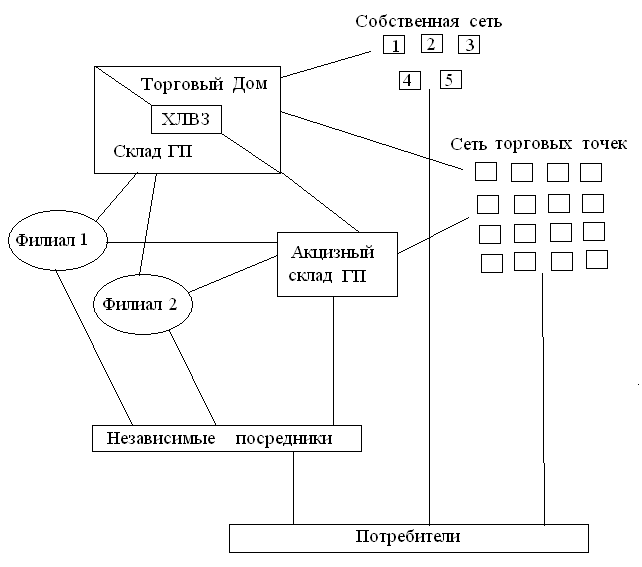 Собственная сеть
1 2 3
4 5
Торговый Дом
ХЛВЗ
Склад ГП
Сеть торговых точек
Филиал 1
Акцизный
склад ГП
Филиал 2
Независимые посредники
Потребители